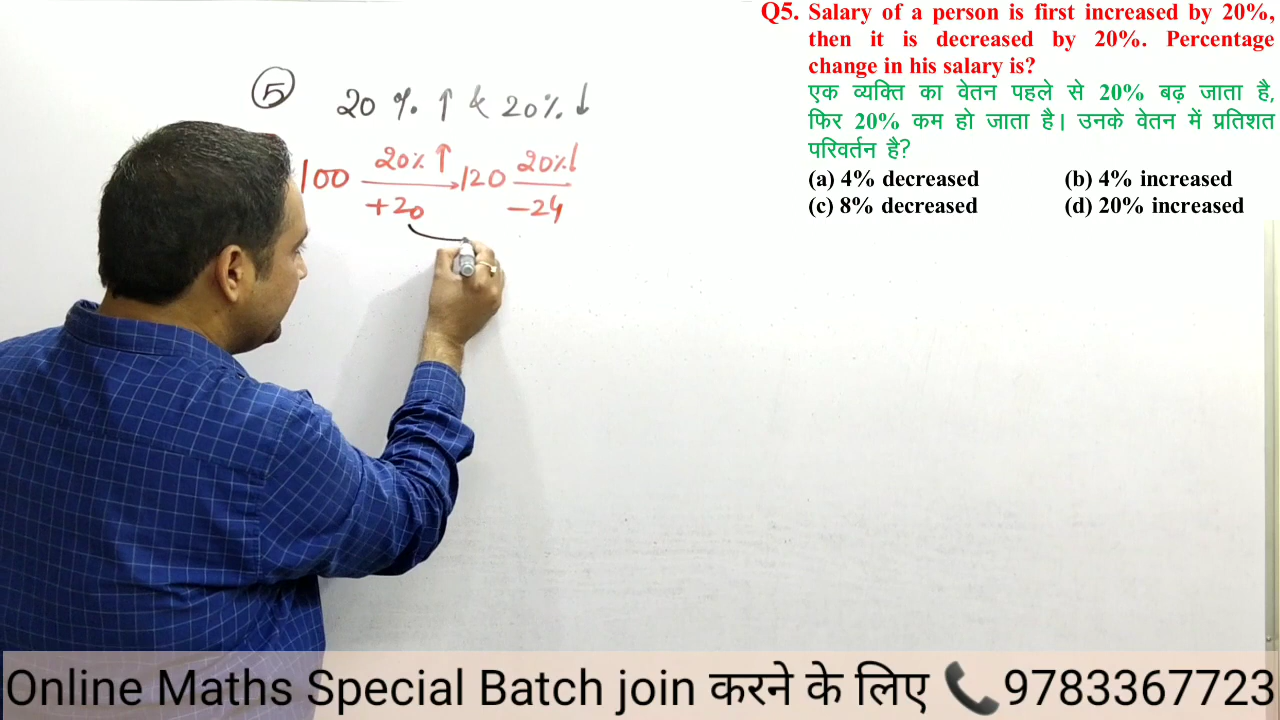 Q5. Salary of a person is first increased by 20%,
then it is decreased by 20%. Percentage
change in his salary is?
एक व्यक्ति का वेतन पहले से 20% बढ़ जाता है,
फिर 20% कम हो जाता है। उनके वेतन में प्रतिशत
परिवर्तन है?
(a) 4% decreased (b) 4% increased
(c) 8% decreased (d) 20% increased
5 20 % ↑ & 20% ↓
20% ↑ 20%↓
100 120
+20 -24
Online Maths Special Batch join करने के लिए 📞9783367723